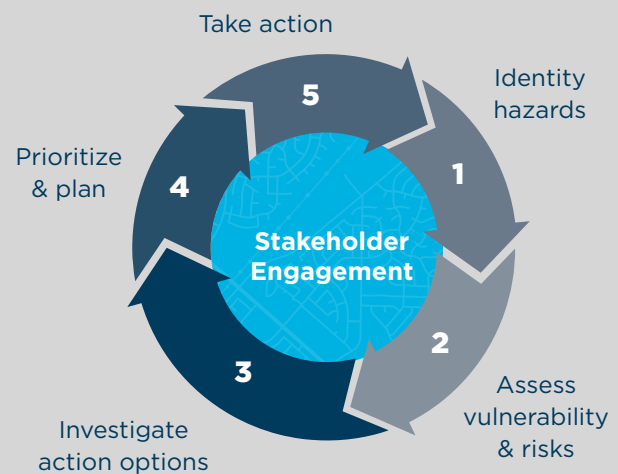 Take action
5
Identity
hazards
1
Prioritize
& plan
4
Stakeholder
Engagement
2
3
Assess
vulnerability
& risks
Investigate
action options